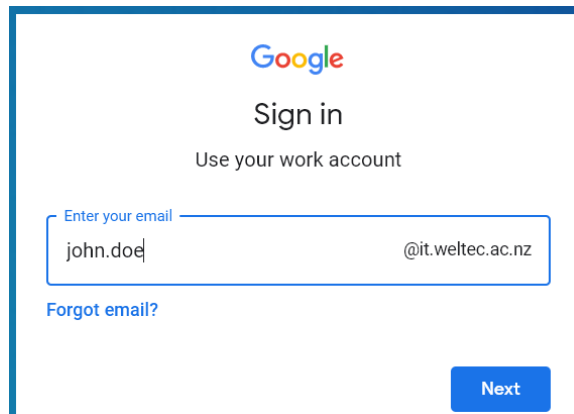 Google
Sign in
Use your work account
Enter your email
john.doe @it.weltec.ac.nz
Forgot email?
Next